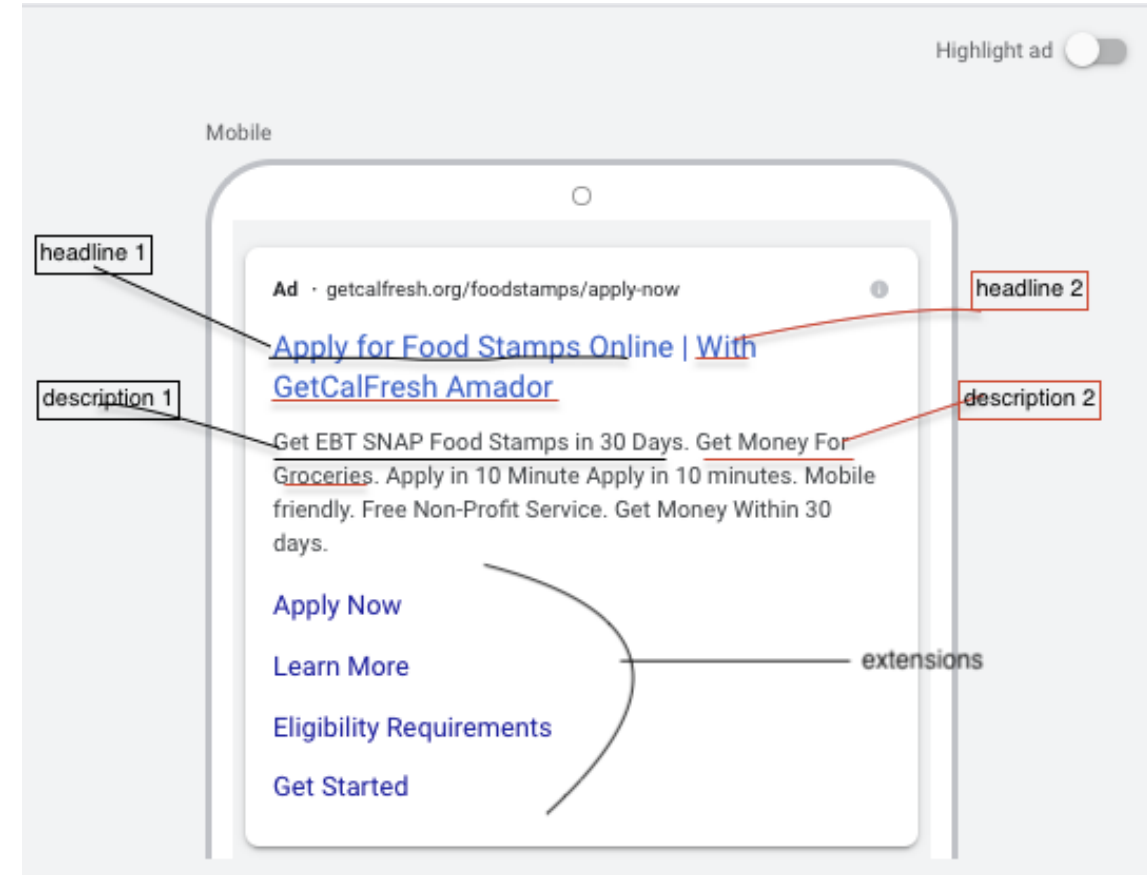 Highlight ad
Mobile
headline 1
Ad · getcalfresh.org/foodstamps/apply-now
headline 2
Apply for Food Stamps Online | With
GetCalFresh Amador
description 1
description 2
Get EBT SNAP Food Stamps in 30 Days. Get Money For
Groceries. Apply in 10 Minute Apply in 10 minutes. Mobile
friendly. Free Non-Profit Service. Get Money Within 30
days.
Apply Now
Learn More
extensions
Eligibility Requirements
Get Started